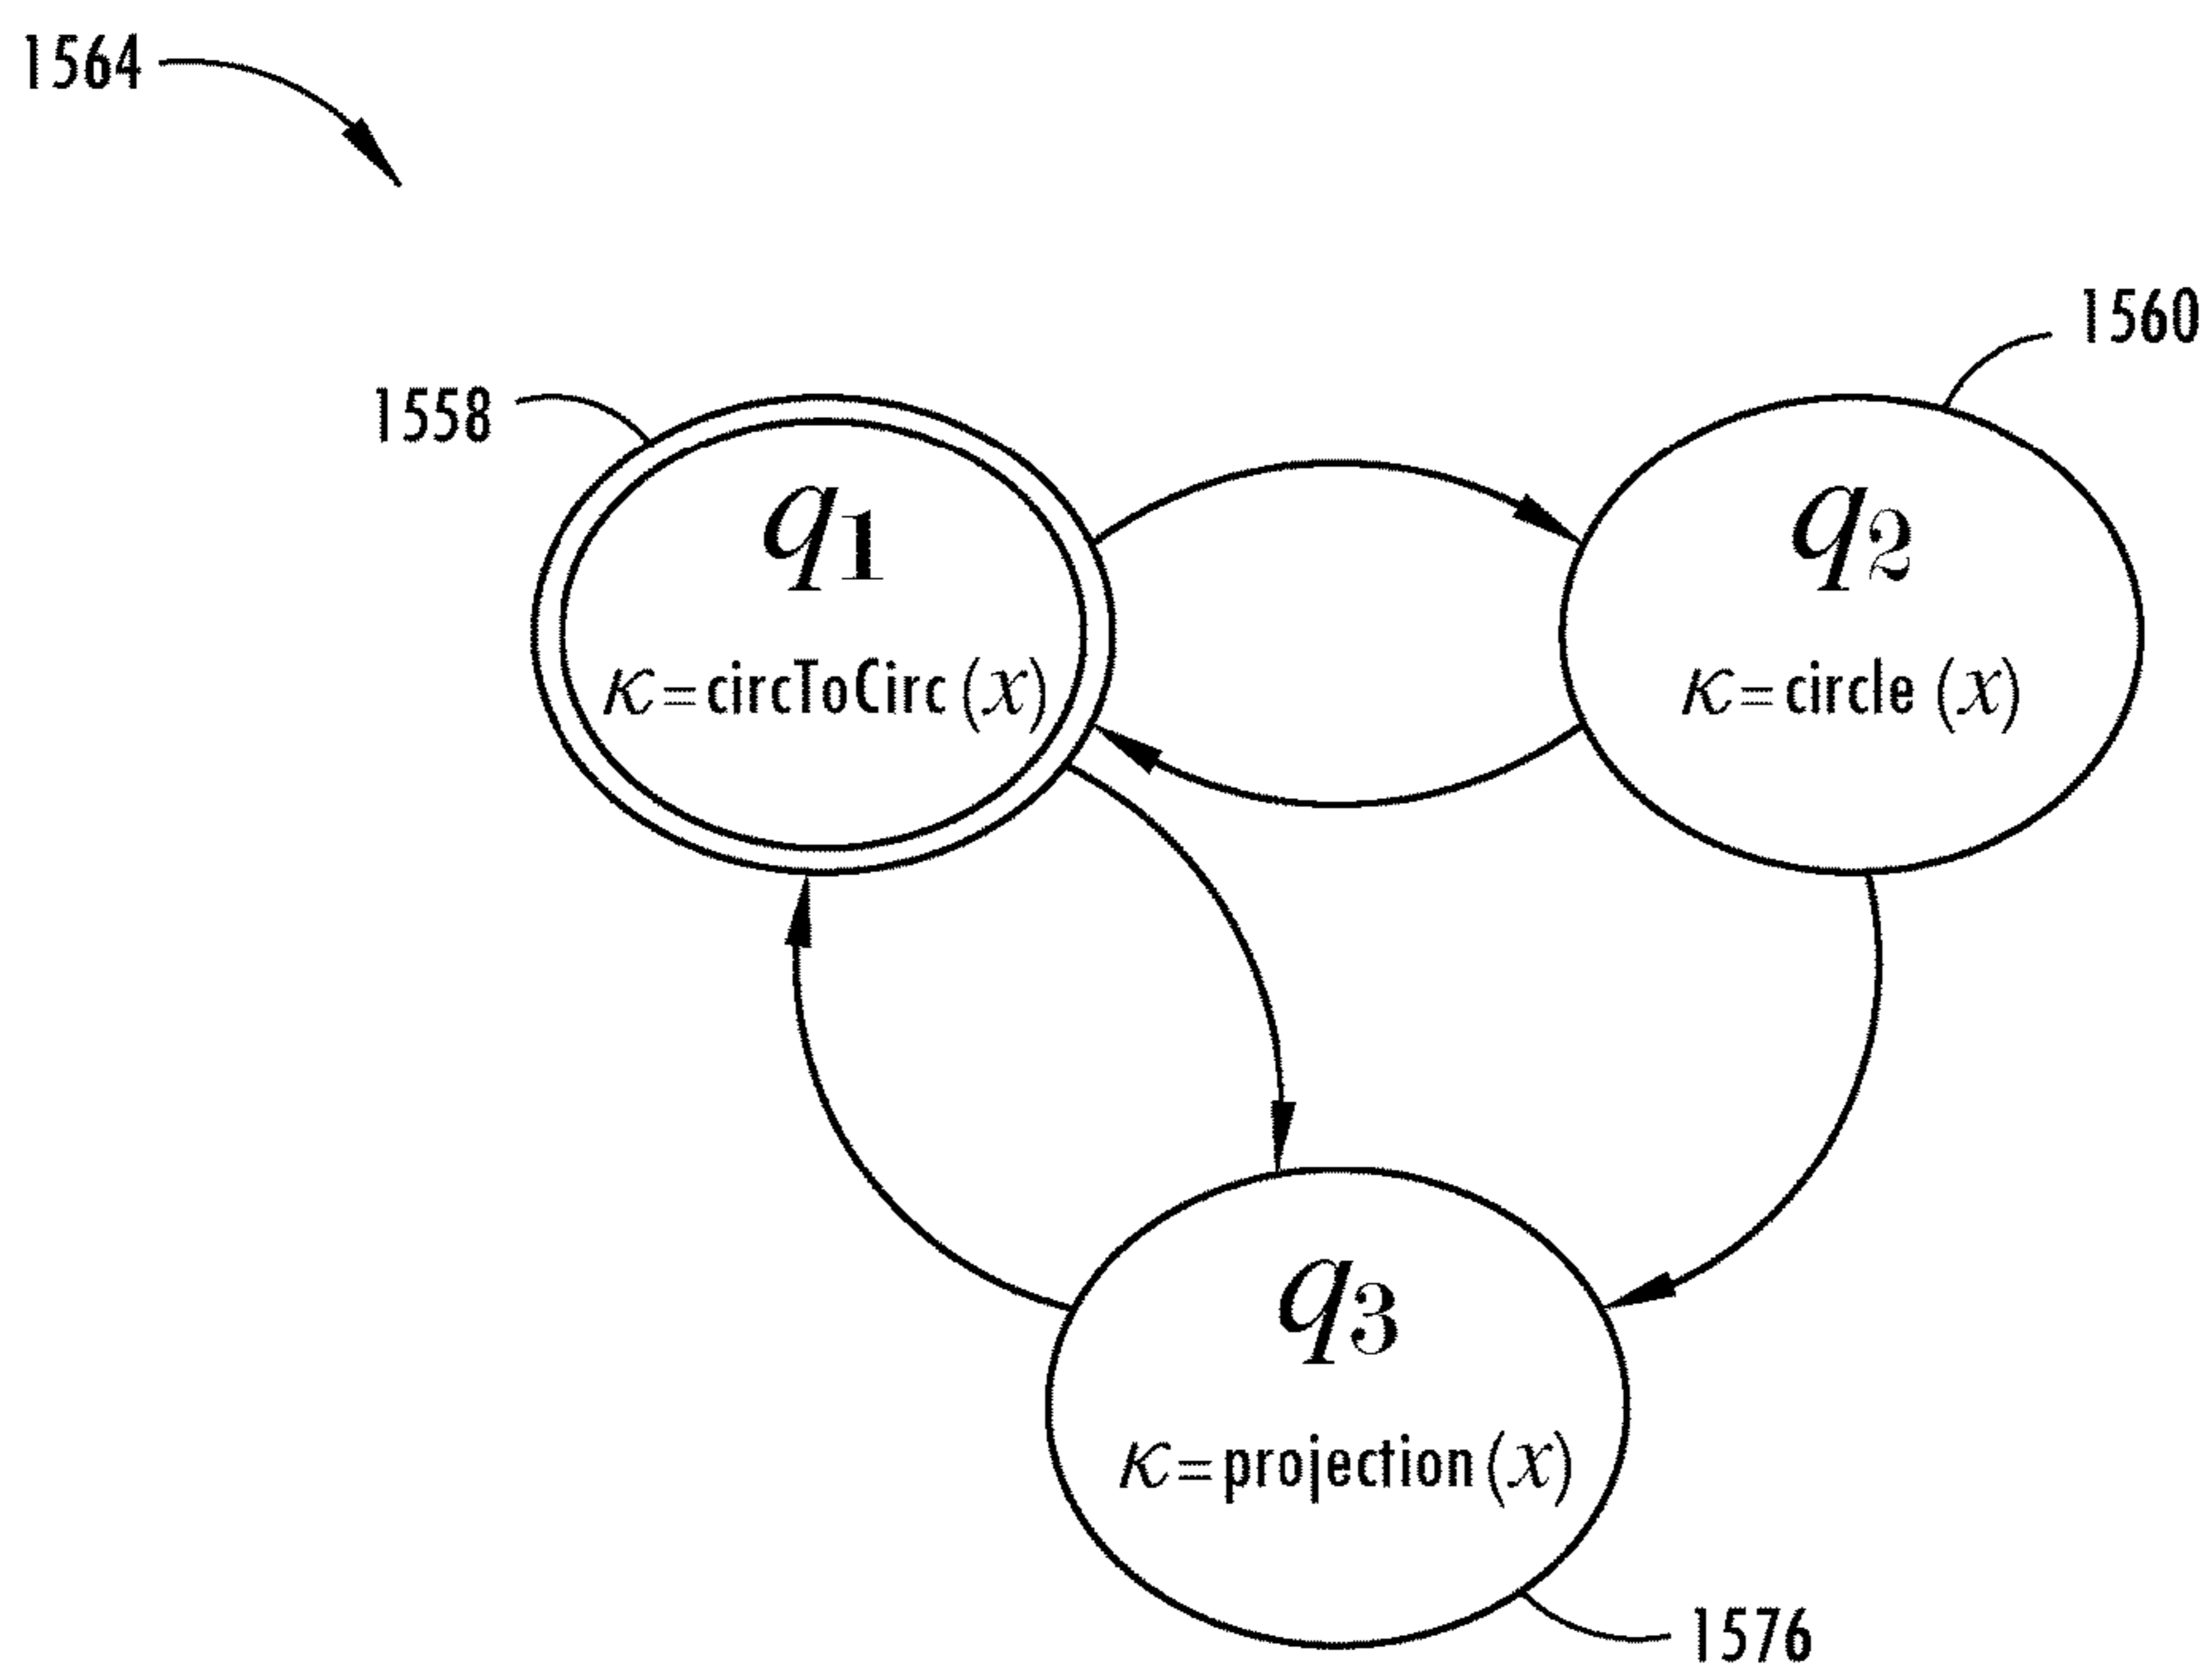 1564
1560
1558
q1
κ=circToCirc(x)
q2
κ=circle(x)
q3
κ=projection(x)
1576